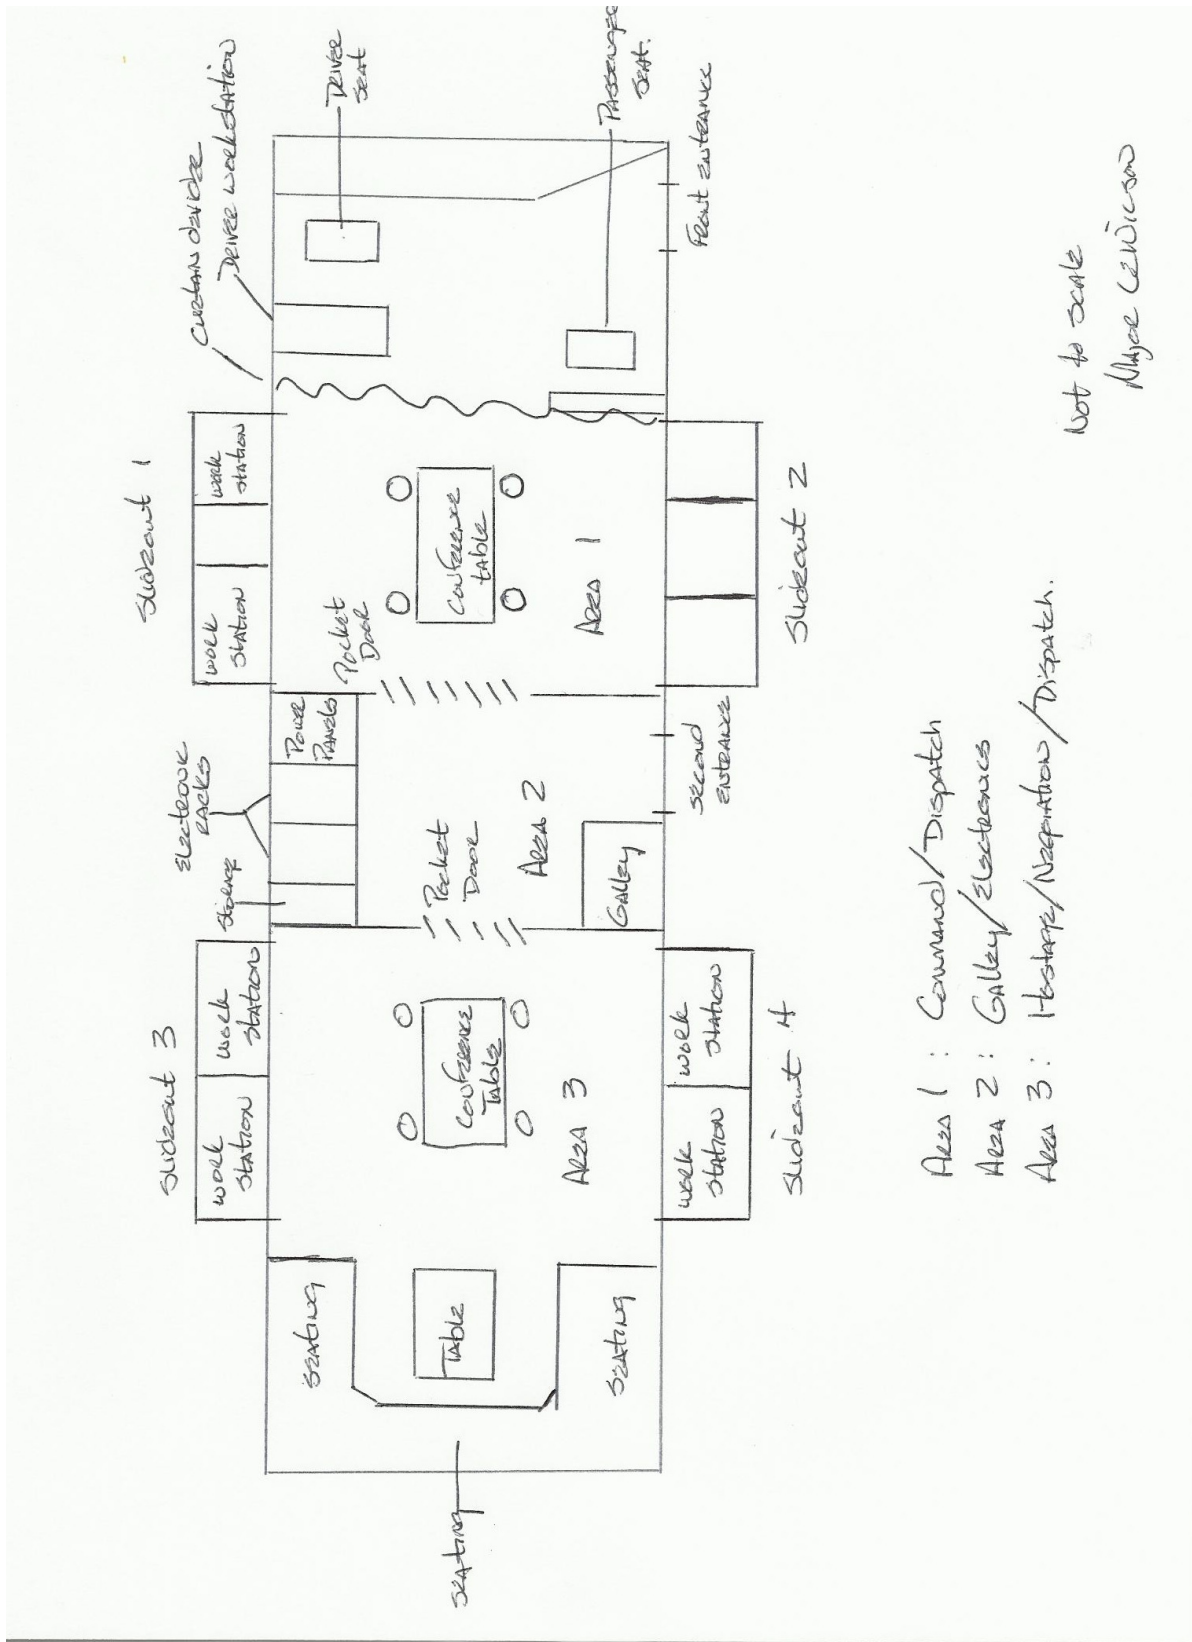 Slideout 3
Slideout 1
Work
Station
Work
Station
Storage
Electronic
Racks
Work
Station
Work
Station
Curtain Divide
Driver Workstation
Seating
Power
Panels
Pocket
Door
Driver
Seat
Seating
Table
Conference
Table
Pocket
Door
Conference
Table
Area 3
Area 2
Area 1
Seating
Galley
Passenger
Seat.
Work
Station
Work
Station
Second
Entrance
Front Entrance
Slideout 4
Slideout 2
Area 1: Command/Dispatch
Area 2: Galley/Electronics
Area 3: Hostage/Negotiation/Dispatch.
Not to Scale
Major